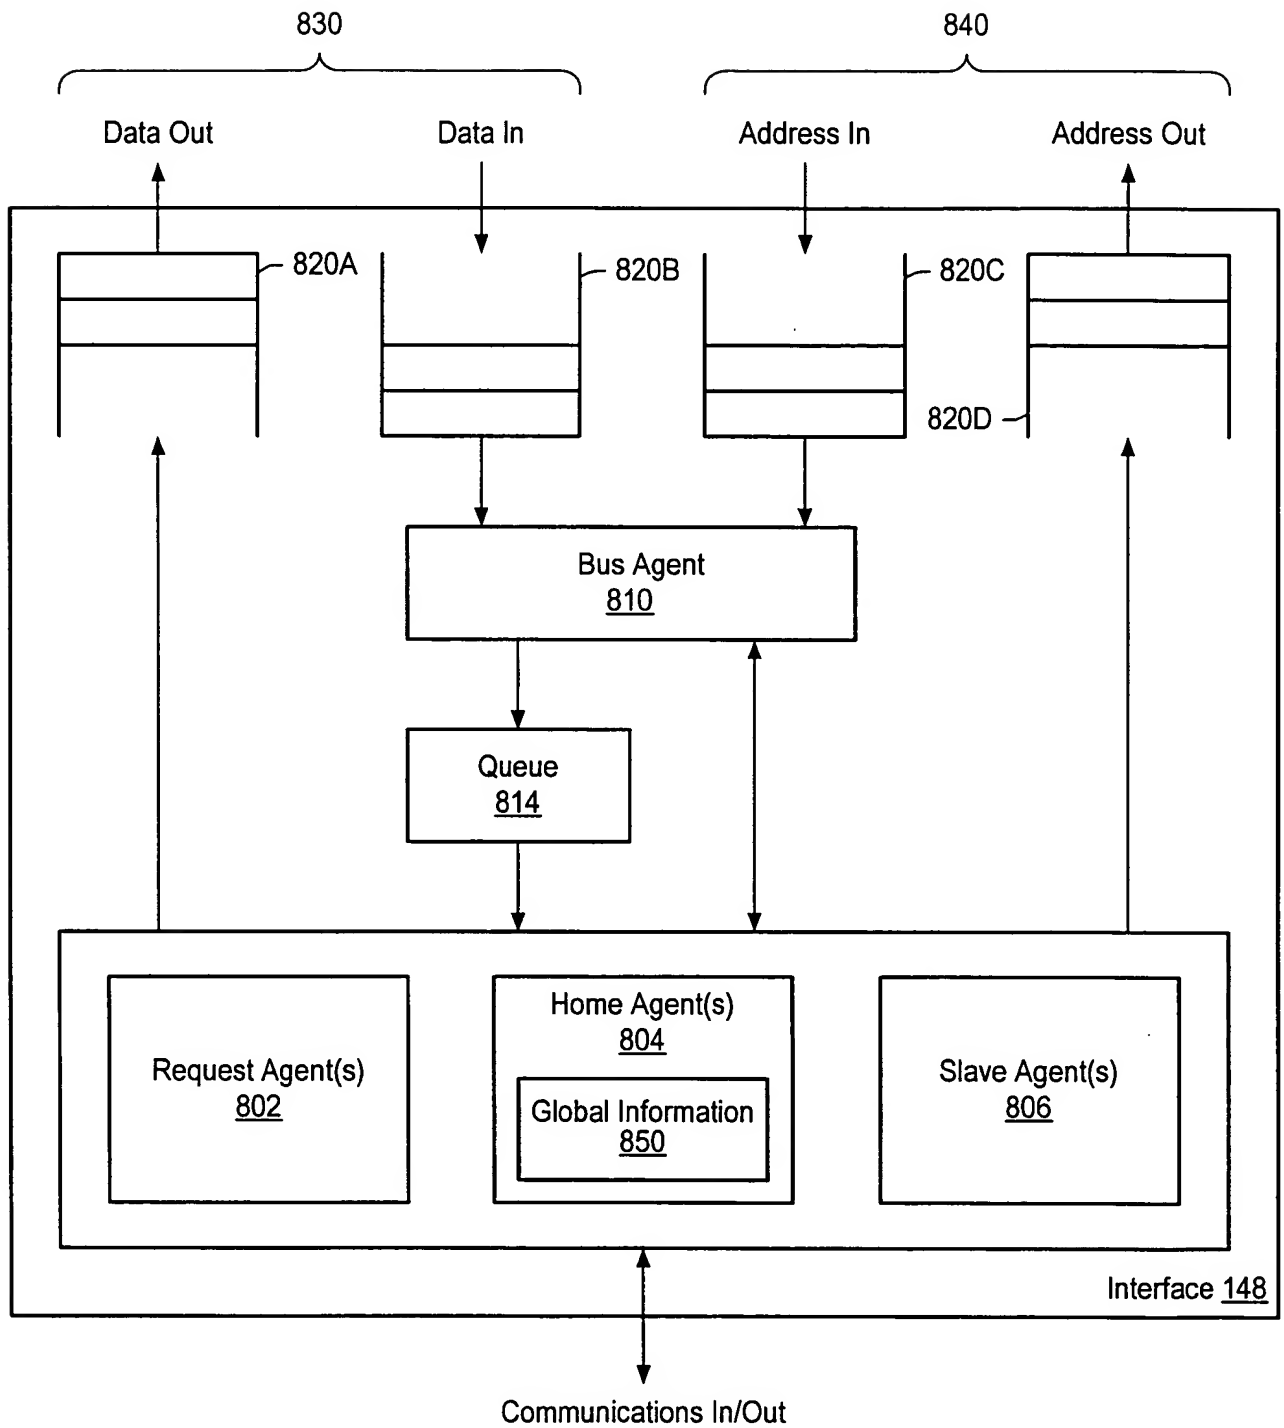 830
840
Data Out
Data In
Address In
Address Out
820A
820B
820C
820D
Bus Agent
810
Queue
814
Request Agent(s)
802
Home Agent(s)
804
Global Information
850
Slave Agent(s)
806
Interface 148
Communications In/Out